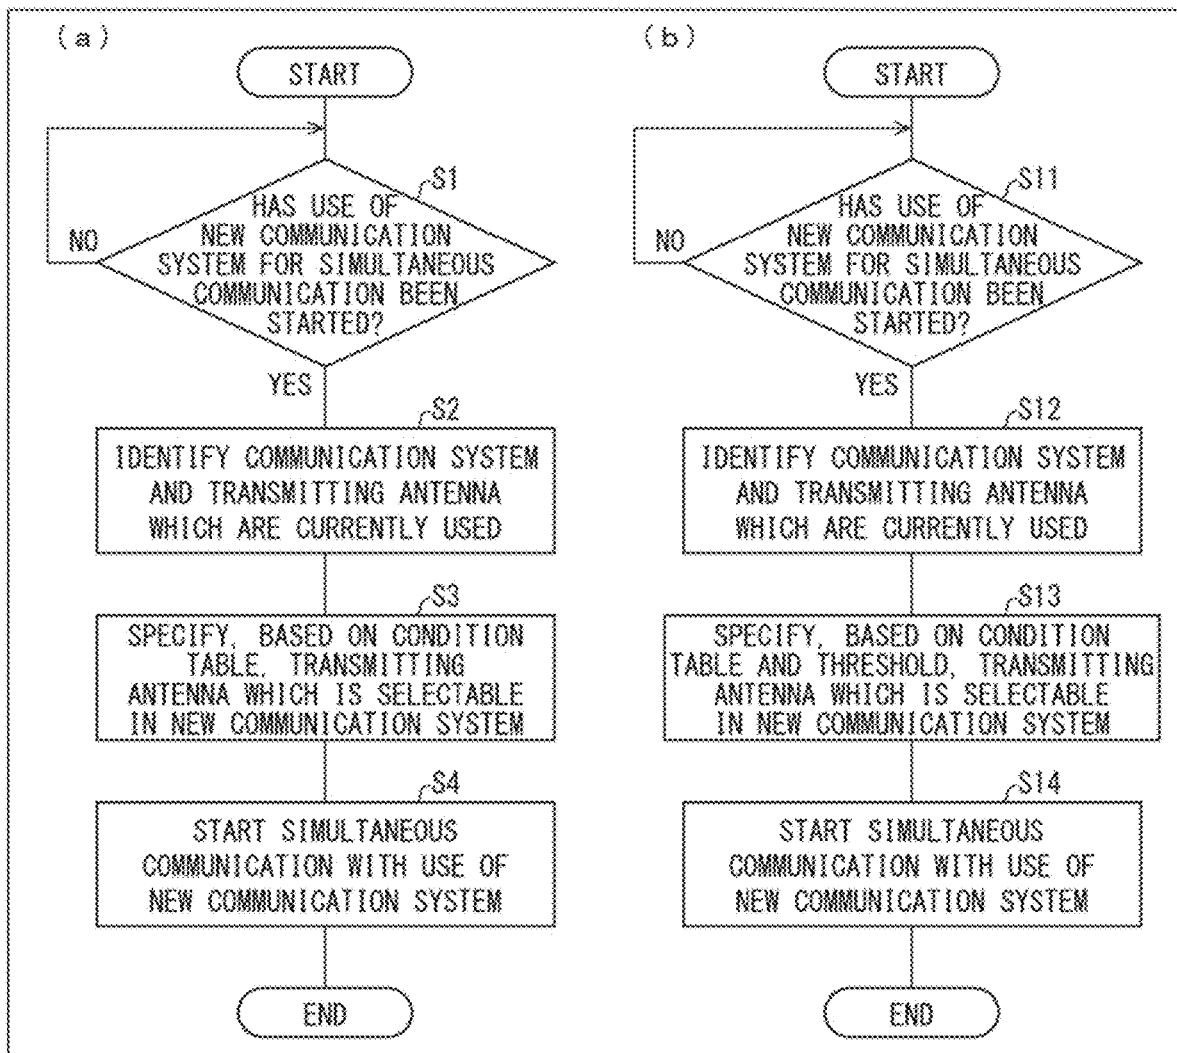 (a)
START
S1
HAS USE OF
NEW COMMUNICATION
SYSTEM FOR SIMULTANEOUS
COMMUNICATION BEEN
STARTED?
NO
YES
S2
IDENTIFY COMMUNICATION SYSTEM
AND TRANSMITTING ANTENNA
WHICH ARE CURRENTLY USED
S3
SPECIFY, BASED ON CONDITION
TABLE, TRANSMITTING
ANTENNA WHICH IS SELECTABLE
IN NEW COMMUNICATION SYSTEM
S4
START SIMULTANEOUS
COMMUNICATION WITH USE OF
NEW COMMUNICATION SYSTEM
END
(b)
START
S11
HAS USE OF
NEW COMMUNICATION
SYSTEM FOR SIMULTANEOUS
COMMUNICATION BEEN
STARTED?
NO
YES
S12
IDENTIFY COMMUNICATION SYSTEM
AND TRANSMITTING ANTENNA
WHICH ARE CURRENTLY USED
S13
SPECIFY, BASED ON CONDITION
TABLE AND THRESHOLD, TRANSMITTING
ANTENNA WHICH IS SELECTABLE
IN NEW COMMUNICATION SYSTEM
S14
START SIMULTANEOUS
COMMUNICATION WITH USE OF
NEW COMMUNICATION SYSTEM
END